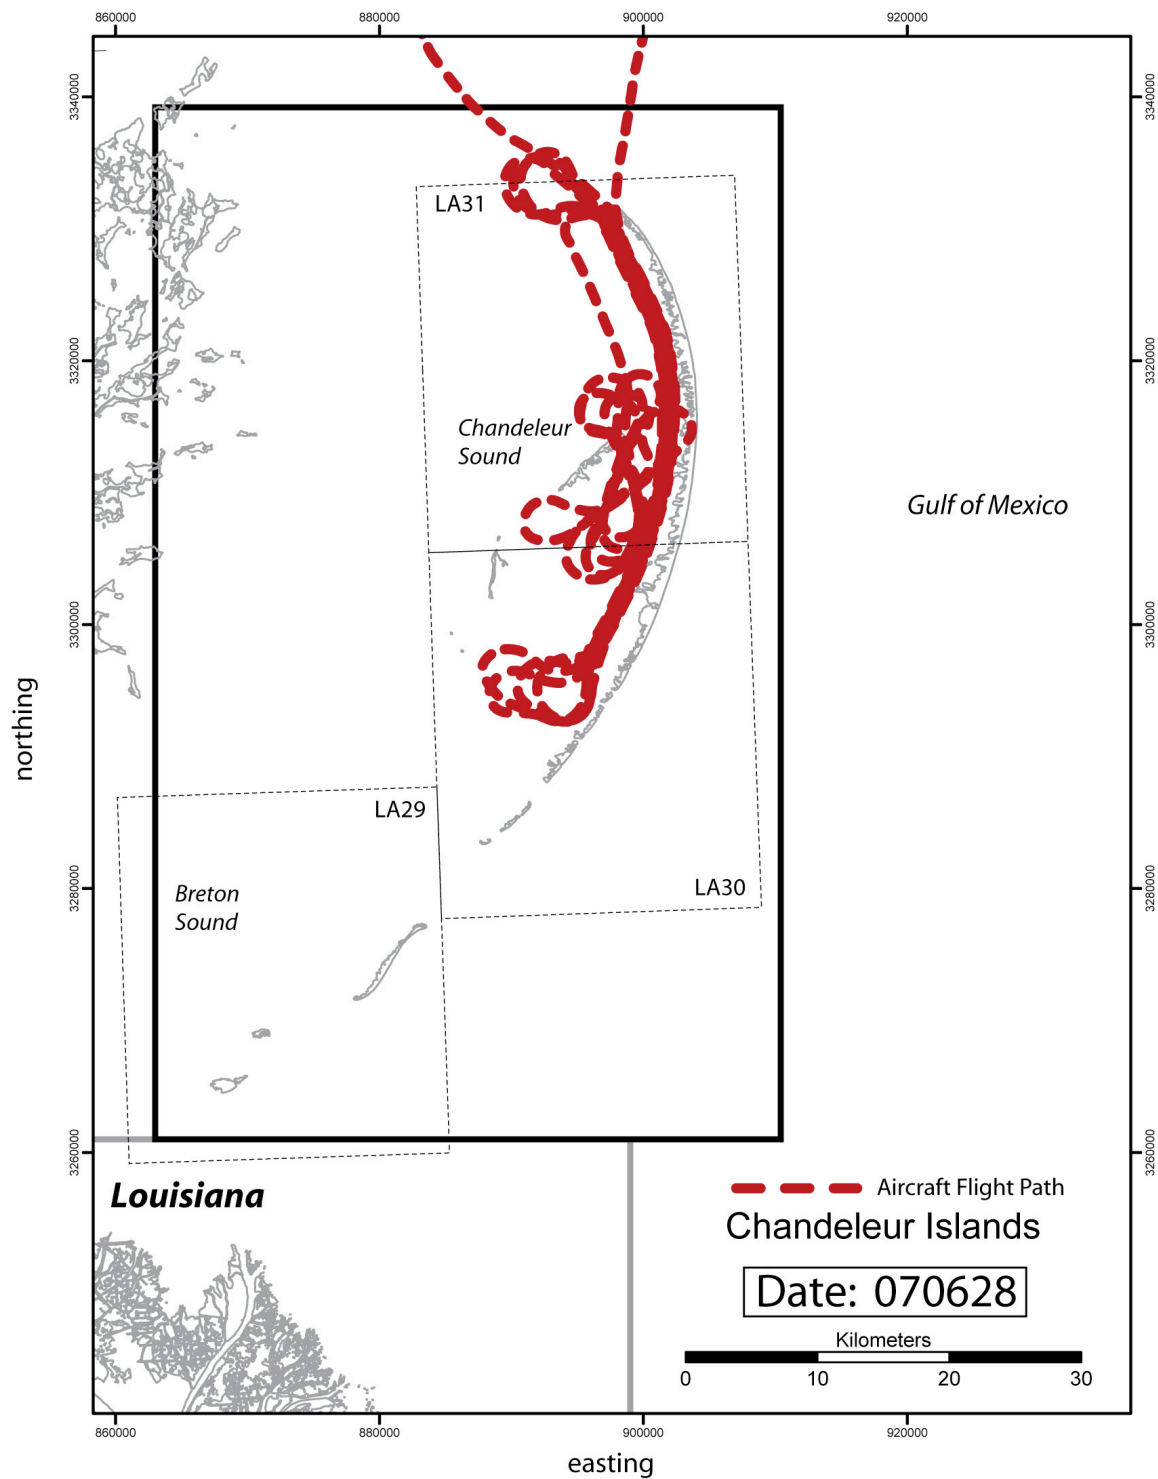 860000
880000
900000
920000
3340000
3340000
LA31
3320000
3320000
Chandeleur
Sound
Gulf of Mexico
3300000
3300000
northing
LA29
LA30
Breton
Sound
3280000
3280000
3260000
3260000
Louisiana
Aircraft Flight Path
Chandeleur Islands
Date: 070628
Kilometers
0
10
20
30
860000
880000
900000
920000
easting